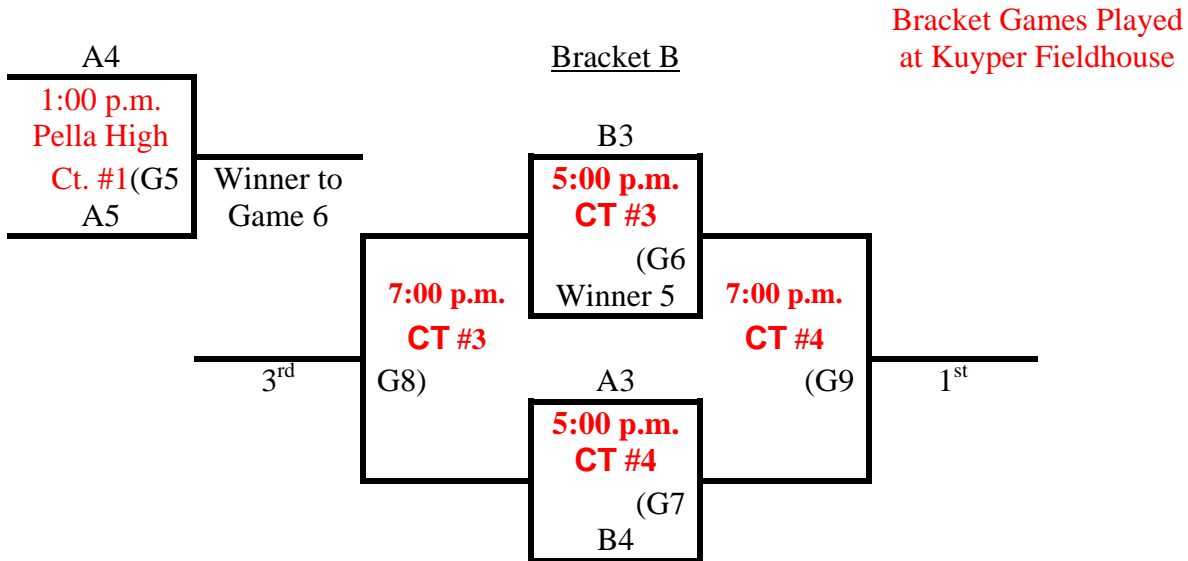 Bracket Games Played
at Kuyper Fieldhouse
Bracket B
A4
1:00 p.m.
Pella High
Ct. #1(G5
A5
Winner to
Game 6
B3
5:00 p.m.
CT #3
(G6
Winner 5
7:00 p.m.
CT #3
G8)
3rd
7:00 p.m.
CT #4
(G9
1st
A3
5:00 p.m.
CT #4
(G7
B4